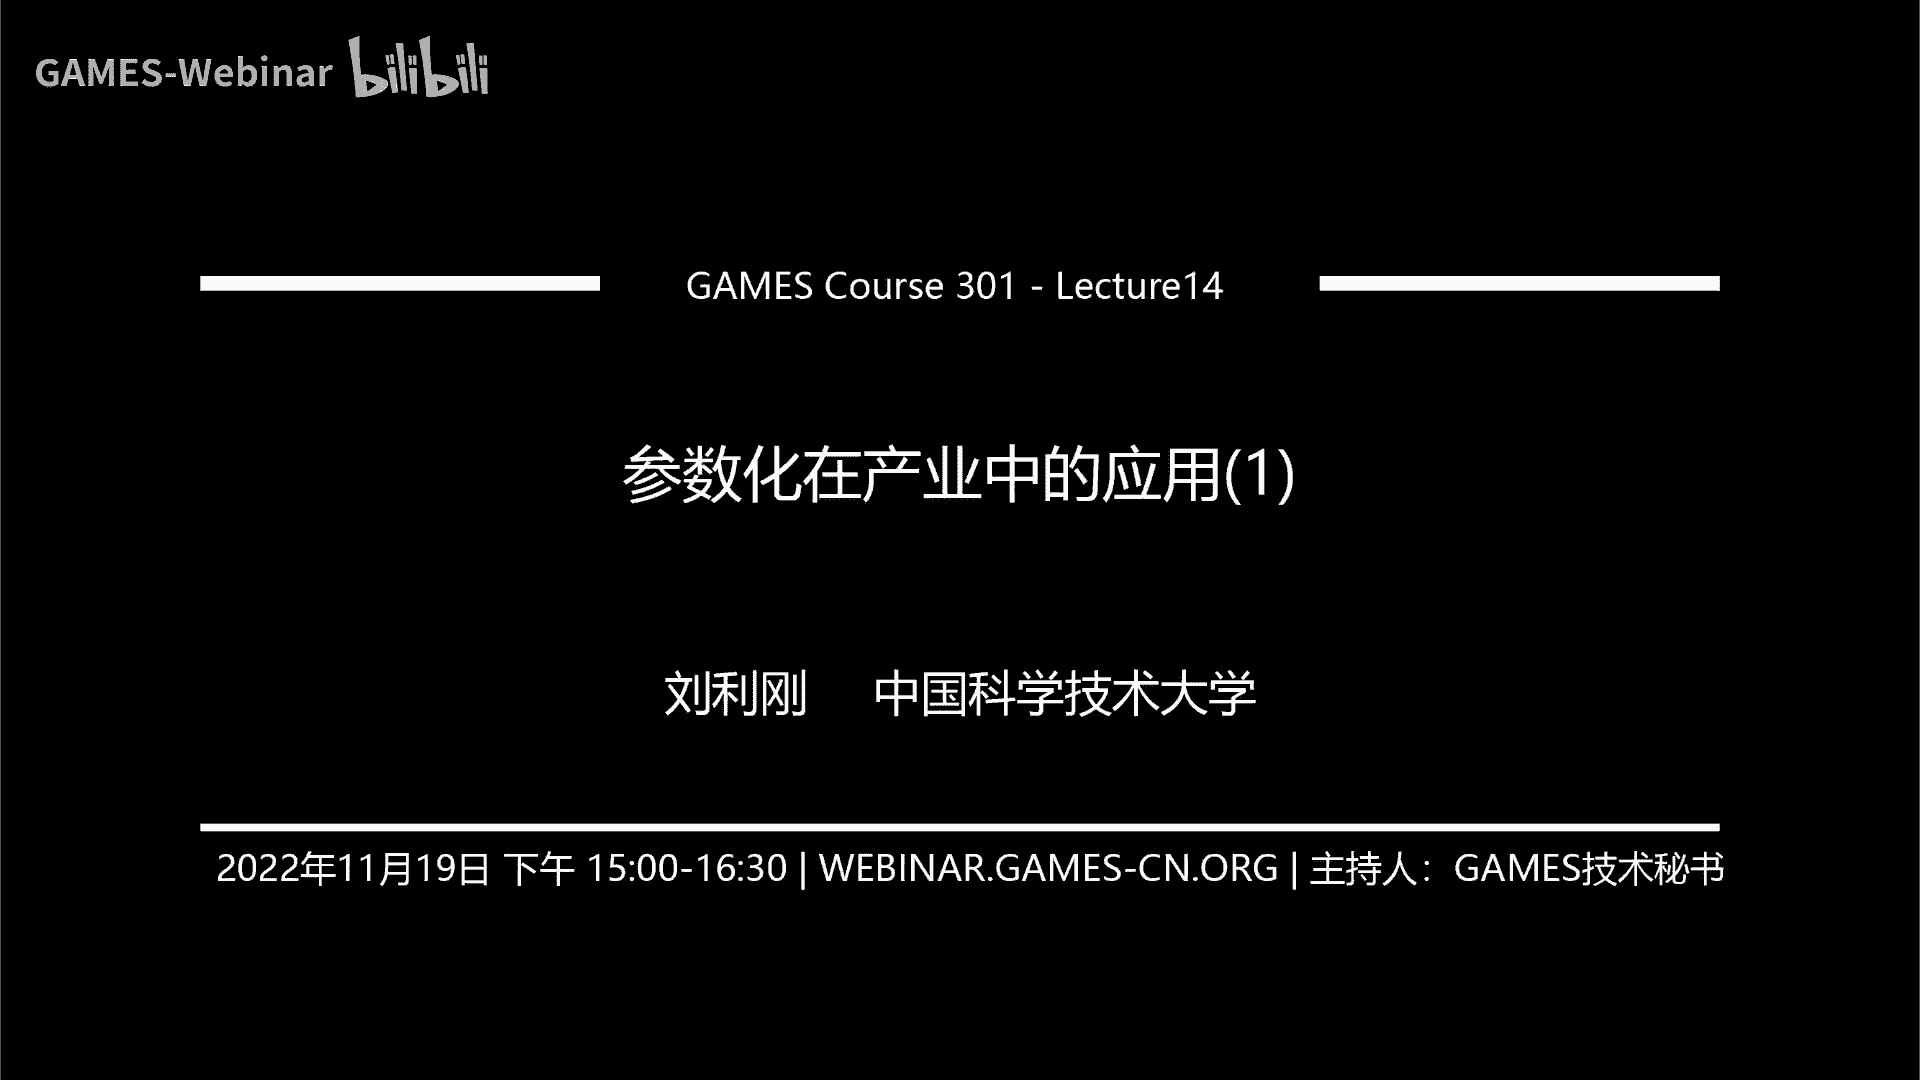 GAMES-Webinar bilibili
GAMES Course 301 - Lecture14
参数化在产业中的应用(1)
刘利刚 中国科学技术大学
2022年11月19日 下午 15:00-16:30 | WEBINAR.GAMES-CN.ORG | 主持人：GAMES技术秘书